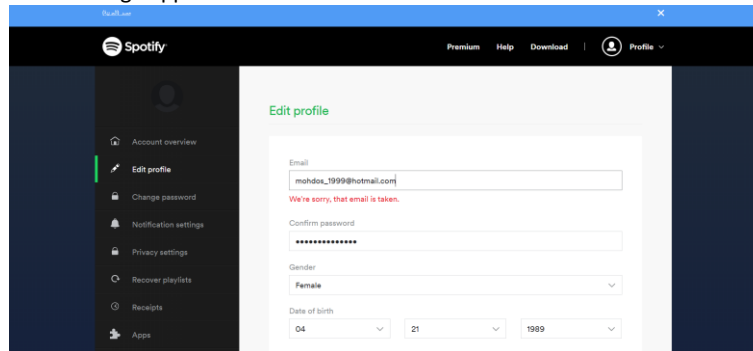 Spotify
Premium Help Download | Profile
Edit profile
Account overview
Edit profile
Change password
Notification settings
Privacy settings
Recover playlists
Receipts
Apps
Email
mohdos_1999@hotmail.com
We're sorry, that email is taken.
Confirm password
••••••••••••••
Gender
Female
Date of birth
04 21 1989